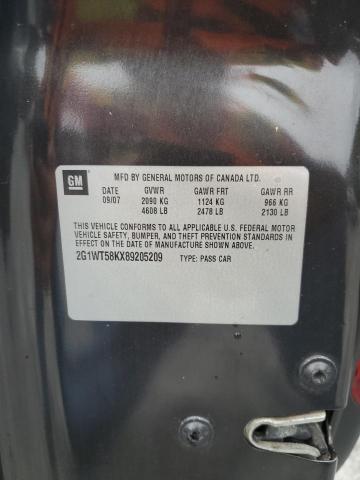 GM
MFD BY GENERAL MOTORS OF CANADA LTD.
DATE GVWR GAWR FRT GAWR RR
09/07 2090 KG 1124 KG 966 KG
4608 LB 2478 LB 2130 LB
THIS VEHICLE CONFORMS TO ALL APPLICABLE U.S. FEDERAL MOTOR
VEHICLE SAFETY, BUMPER, AND THEFT PREVENTION STANDARDS IN
EFFECT ON THE DATE OF MANUFACTURE SHOWN ABOVE.
2G1WT58KX89205209 TYPE: PASS CAR